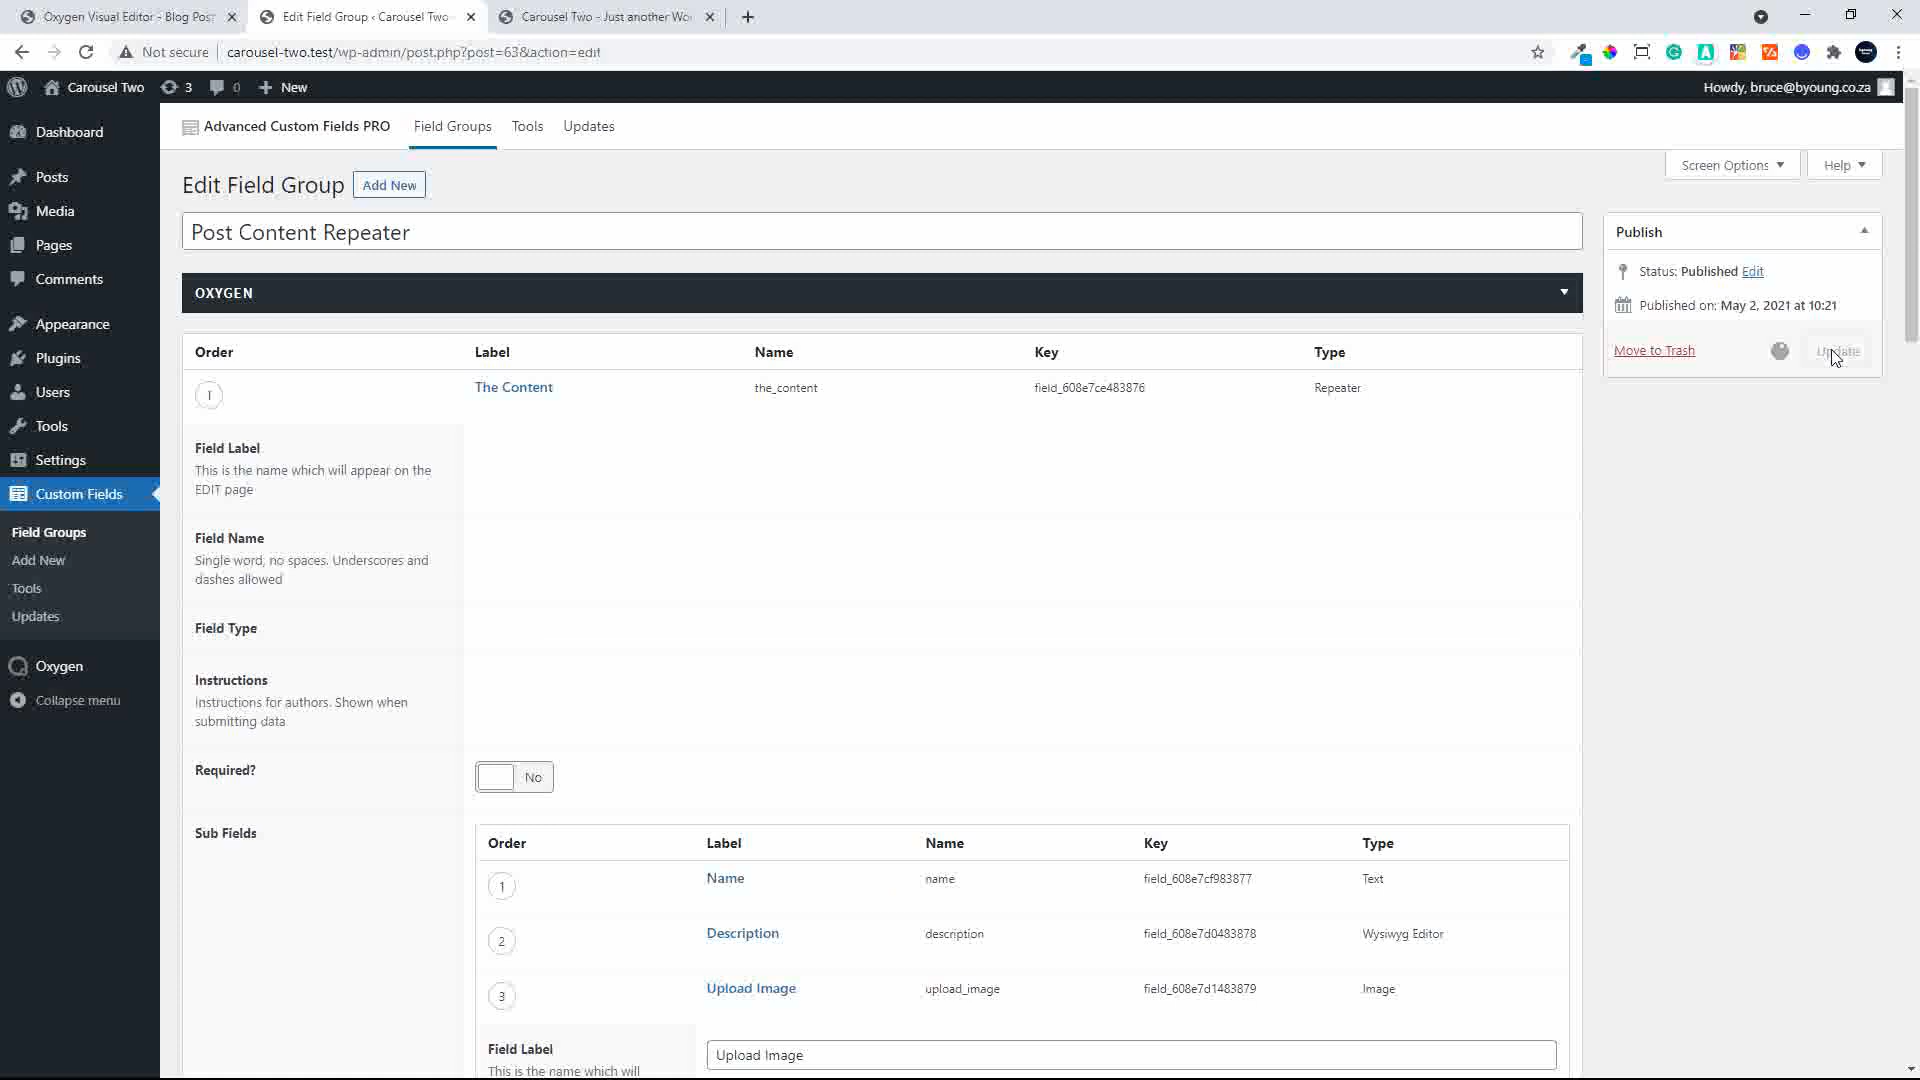 Oxygen Visual Editor - Blog Post
Edit Field Group ‹ Carousel Two
Carousel Two - Just another Wo
Not secure
carousel-two.test/wp-admin/post.php?post=63&action=edit
Carousel Two
3
0
New
Howdy, bruce@byoung.co.za
Dashboard
Posts
Media
Pages
Comments
Appearance
Plugins
Users
Tools
Settings
Custom Fields
Field Groups
Add New
Tools
Updates
Oxygen
Collapse menu
Advanced Custom Fields PRO
Field Groups
Tools
Updates
Screen Options
Help
Edit Field Group
Add New
Post Content Repeater
OXYGEN
Order Label Name Key Type
1 The Content the_content field_608e7ce483876 Repeater
Field Label
This is the name which will appear on the
EDIT page
Field Name
Single word, no spaces. Underscores and
dashes allowed
Field Type
Instructions
Instructions for authors. Shown when
submitting data
Required?
No
Sub Fields
Order Label Name Key Type
1 Name name field_608e7cf983877 Text
2 Description description field_608e7d0483878 Wysiwyg Editor
3 Upload Image upload_image field_608e7d1483879 Image
Field Label
This is the name which will
Upload Image
Publish
Status: Published Edit
Published on: May 2, 2021 at 10:21
Move to Trash
Update